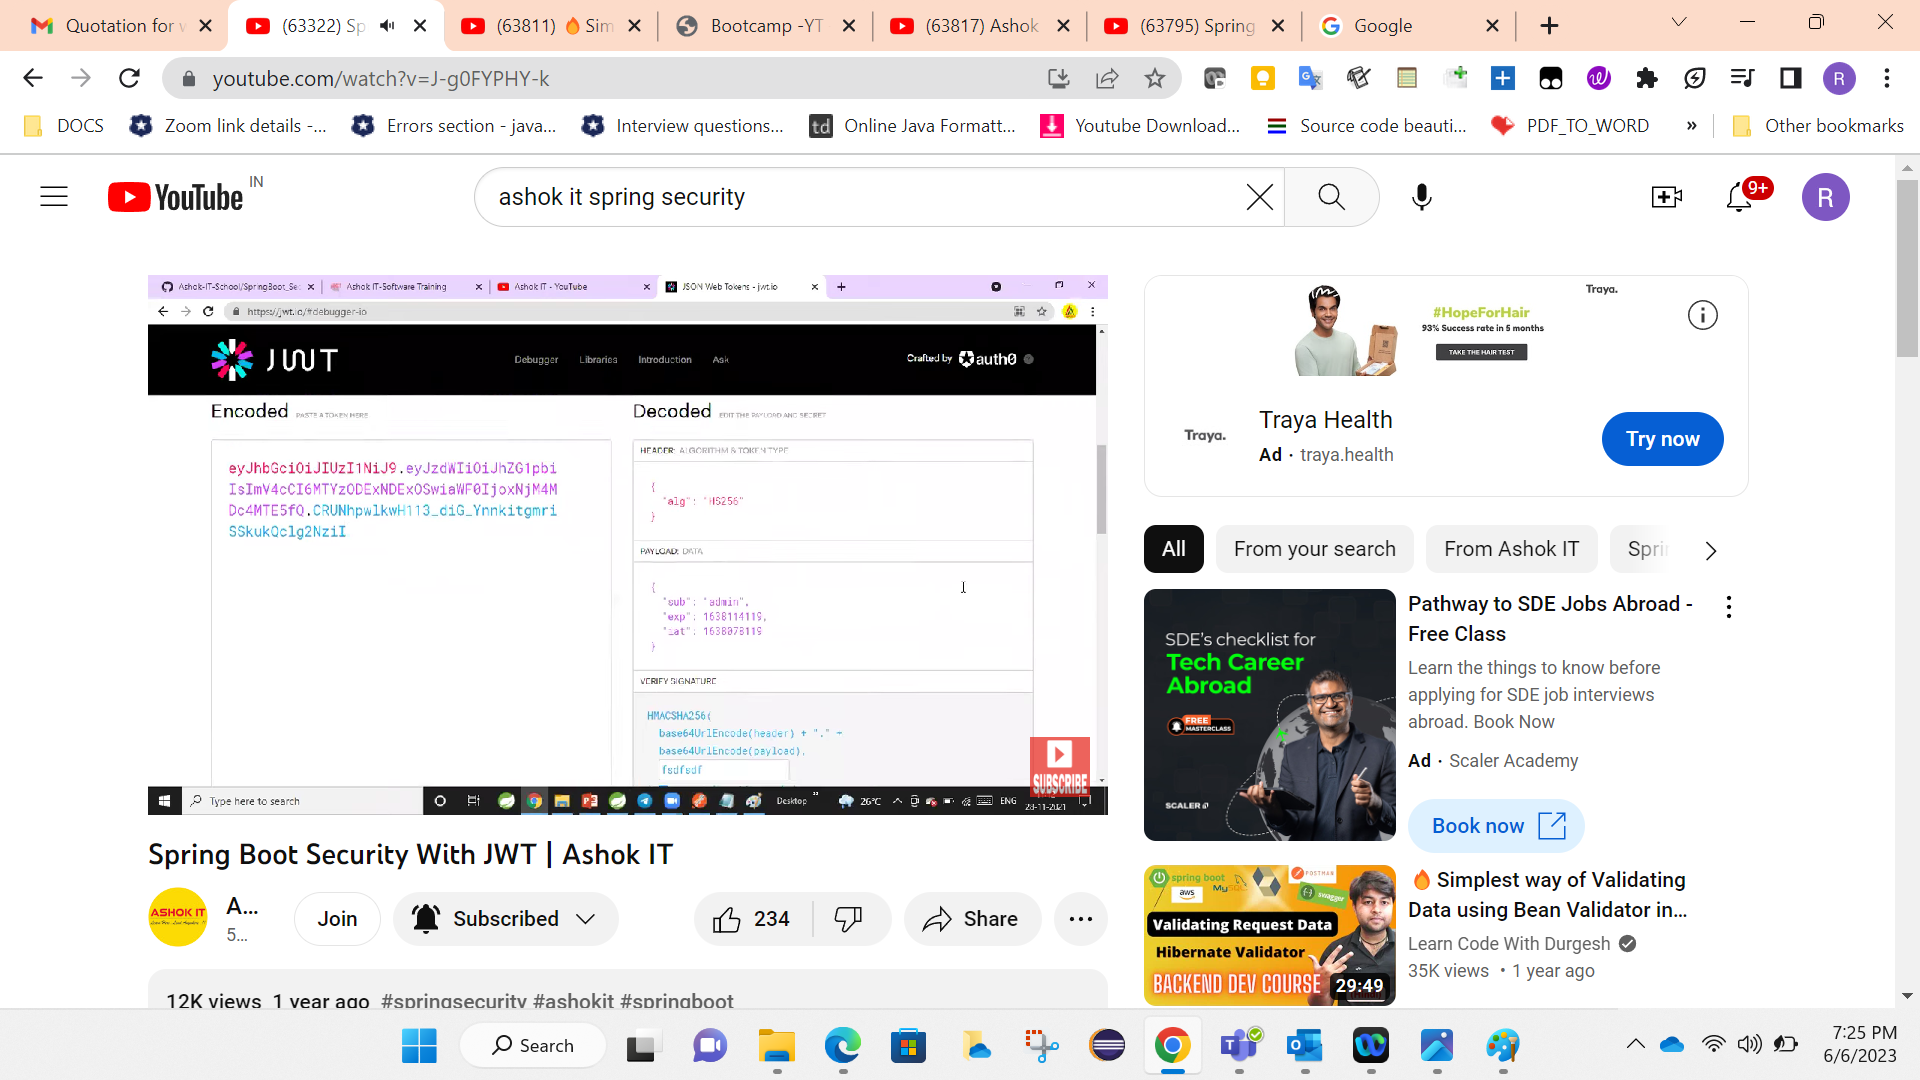 Quotation for
(63322) Sp
(63811) 🔥 Sim
Bootcamp -YT
(63817) Ashok
(63795) Spring
Google
youtube.com/watch?v=J-g0FYPHY-k
R
DOCS
Zoom link details -...
Errors section - java...
Interview questions...
td
Online Java Formatt...
Youtube Download...
Source code beauti...
PDF_TO_WORD
»
Other bookmarks
YouTube IN
ashok it spring security
9+
R
Ashok-IT-School/SpringBoot_Se
Ashok IT-Software Training
Ashok IT - YouTube
JSON Web Tokens - jwt.io
https://jwt.io/#debugger-io
JWT
Debugger
Libraries
Introduction
Ask
Crafted by auth0
Encoded PASTE A TOKEN HERE
Decoded EDIT THE PAYLOAD AND SECRET
eyJhbGciOiJIUzI1NiJ9.eyJzdWIiOiJhZG1pbi
IsImV4cCI6MTYzODExNDExOSwiaWF0IjoxNjM4M
Dc4MTE5fQ.CRUNhpwlkwH113_diG_Ynnkitgmri
SSkukQclg2NziI
HEADER: ALGORITHM & TOKEN TYPE
{
"alg": "HS256"
}
PAYLOAD: DATA
{
"sub": "admin",
"exp": 1638114119,
"iat": 1638078119
}
VERIFY SIGNATURE
HMACSHA256(
base64UrlEncode(header) + "." +
base64UrlEncode(payload),
fsdfsdf
SUBSCRIBE
Type here to search
Desktop
26°C
ENG
28-11-2021
Spring Boot Security With JWT | Ashok IT
ASHOK IT
A...
5...
Join
Subscribed
234
Share
12K views 1 year ago #springsecurity #ashokit #springboot
Traya.
#HopeForHair
93% Success rate in 5 months
TAKE THE HAIR TEST
Traya.
Traya Health
Ad · traya.health
Try now
All
From your search
From Ashok IT
Sprin
SDE's checklist for
Tech Career
Abroad
FREE
MASTERCLASS
SCALER
Pathway to SDE Jobs Abroad -
Free Class
Learn the things to know before
applying for SDE job interviews
abroad. Book Now
Ad · Scaler Academy
Book now
spring boot
aws
MySQL
POSTMAN
swagger
Validating Request Data
Hibernate Validator
BACKEND DEV COURSE
29:49
🔥 Simplest way of Validating
Data using Bean Validator in...
Learn Code With Durgesh
35K views • 1 year ago
Search
7:25 PM
6/6/2023